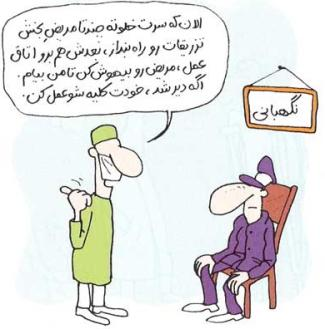 الان که سرت خلوته چند تا مریض بخش
تزریقات رو راه بنداز، بعدش هم برو اتاق
عمل، مریض رو بیهوش کن تا من بیام.
اگه دیر شد، خودت کلیه شو عمل کن.
نگهبانی